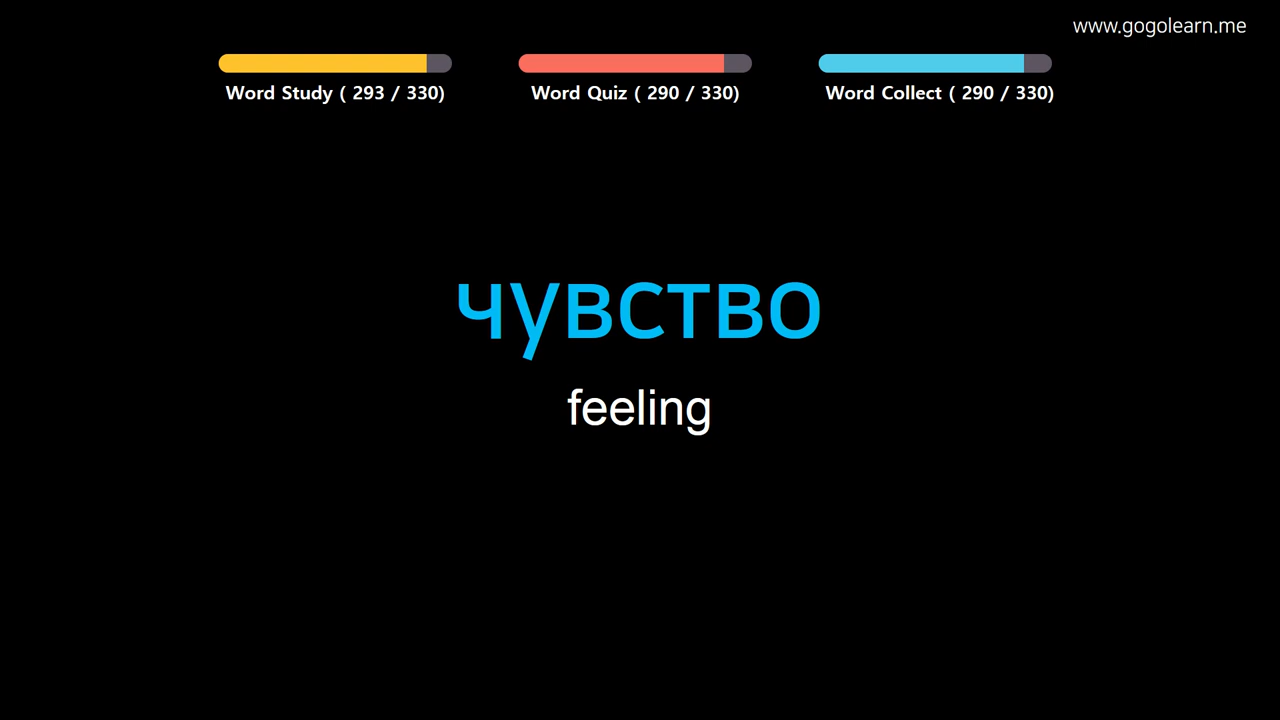 www.gogolearn.me
Word Study ( 293 / 330)
Word Quiz ( 290 / 330)
Word Collect ( 290 / 330)
чувство
feeling